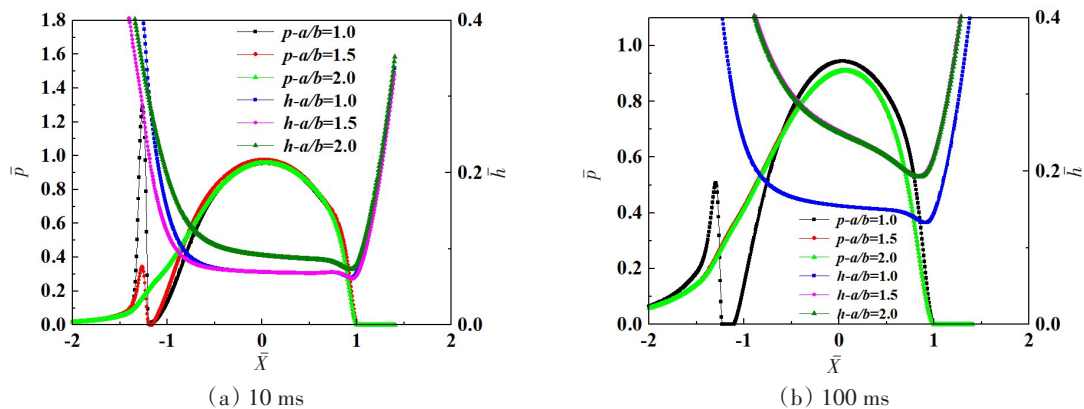 1.8
1.6
1.4
1.2
1.0
0.8
0.6
0.4
0.2
0.0
p̄
-2
-1
0
1
2
X̄
0.4
0.2
0.0
h̄
p-a/b=1.0
p-a/b=1.5
p-a/b=2.0
h-a/b=1.0
h-a/b=1.5
h-a/b=2.0
(a) 10 ms
1.0
0.8
0.6
0.4
0.2
0.0
p̄
-2
-1
0
1
2
X̄
0.4
0.2
0.0
h̄
p-a/b=1.0
p-a/b=1.5
p-a/b=2.0
h-a/b=1.0
h-a/b=1.5
h-a/b=2.0
(b) 100 ms